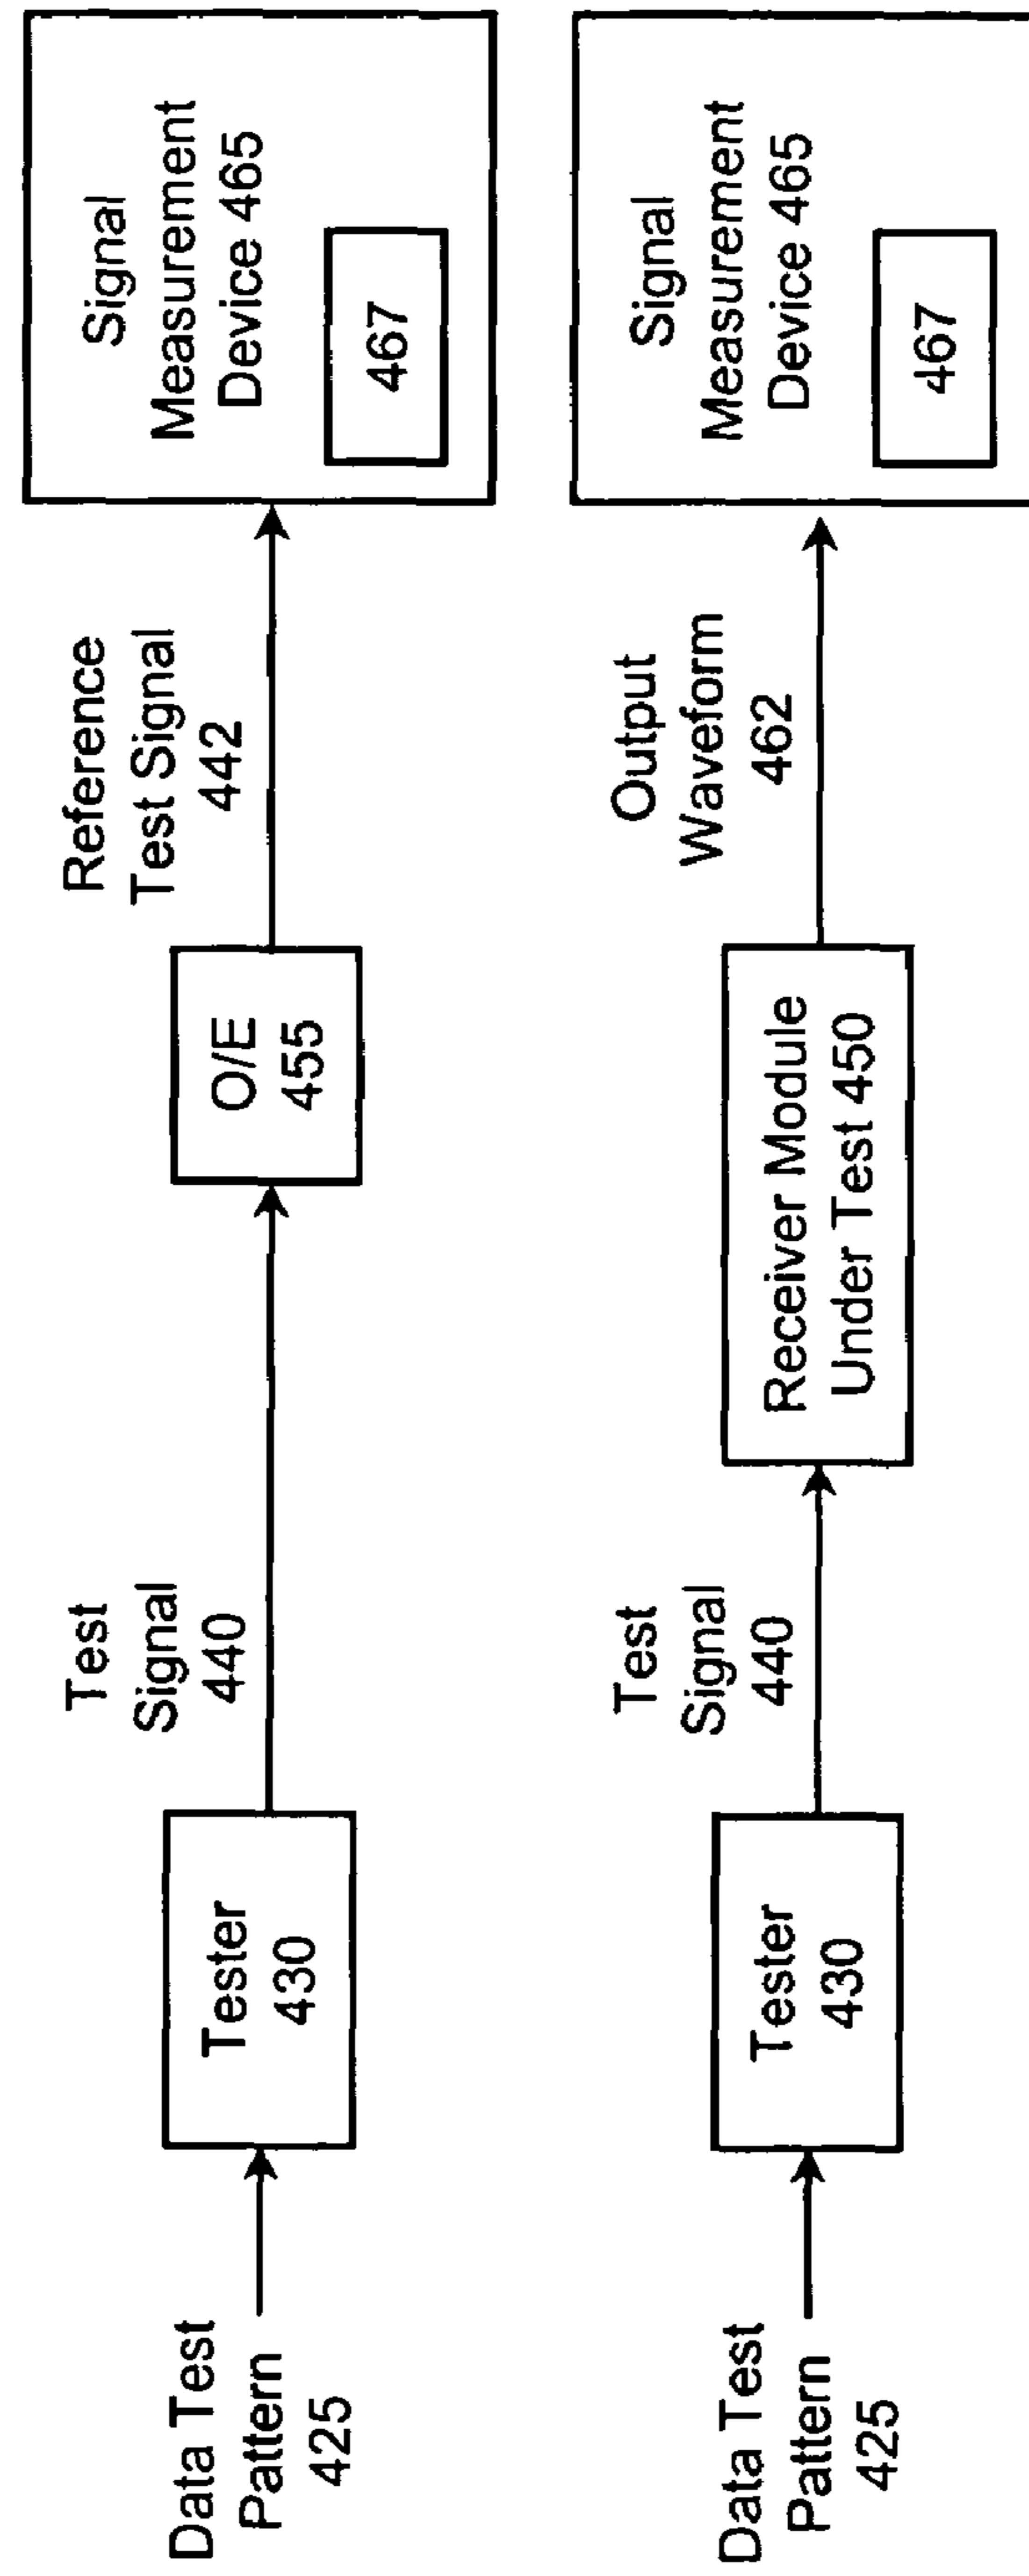 Data Test
Pattern
425
Tester
430
Test
Signal
440
O/E
455
Reference
Test Signal
442
Signal
Measurement
Device 465
467
Data Test
Pattern
425
Tester
430
Test
Signal
440
Receiver Module
Under Test 450
Output
Waveform
462
Signal
Measurement
Device 465
467